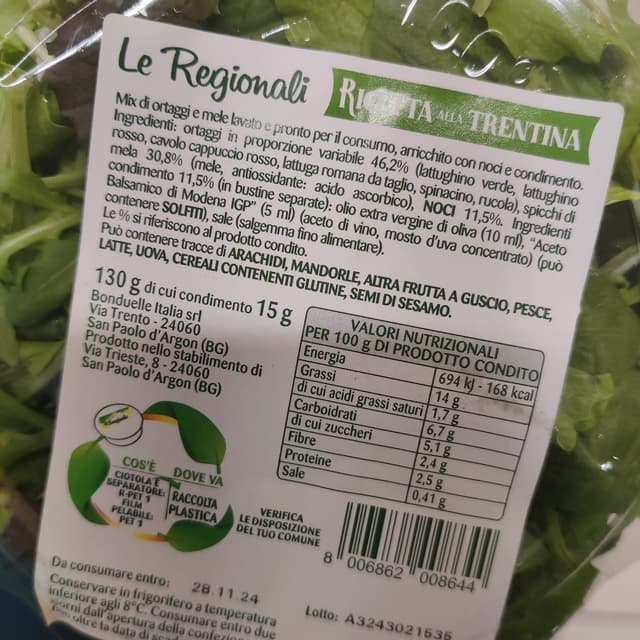 Le Regionali
RICETTA ALLA TRENTINA
Mix di ortaggi e mele lavato e pronto per il consumo, arricchito con noci e condimento.
Ingredienti: ortaggi in proporzione variabile 46,2% (lattughino verde, lattughino
rosso, cavolo cappuccio rosso, lattuga romana da taglio, spinacino, rucola), spicchi di
mela 30,8% (mele, antiossidante: acido ascorbico), NOCI 11,5%. Ingredienti
condimento 11,5% (in bustine separate): olio extra vergine di oliva (10 ml), "Aceto
Balsamico di Modena IGP" (5 ml) (aceto di vino, mosto d'uva concentrato) (può
contenere SOLFITI), sale (salgemma fino alimentare).
Le % si riferiscono al prodotto condito.
Può contenere tracce di ARACHIDI, MANDORLE, ALTRA FRUTTA A GUSCIO, PESCE,
LATTE, UOVA, CEREALI CONTENENTI GLUTINE, SEMI DI SESAMO.
130 g di cui condimento 15 g
Bonduelle Italia srl
Via Trento - 24060
San Paolo d'Argon (BG)
Prodotto nello stabilimento di
Via Trieste, 8 - 24060
San Paolo d'Argon (BG)
VALORI NUTRIZIONALI
PER 100 g DI PRODOTTO CONDITO
Energia 694 kJ - 168 kcal
Grassi 14 g
di cui acidi grassi saturi 1,7 g
Carboidrati 6,7 g
di cui zuccheri 5,1 g
Fibre 2,4 g
Proteine 2,5 g
Sale 0,41 g
COS'È DOVE VA
CIOTOLA E
SEPARATORE:
R-PET 1
FILM
PELABILE:
PET 1
RACCOLTA
PLASTICA
VERIFICA
LE DISPOSIZIONE
DEL TUO COMUNE
8 006862 008644
Da consumare entro: 28.11.24
Lotto: A3243021535
Conservare in frigorifero a temperatura
inferiore agli 8°C. Consumare entro due
giorni dall'apertura della confezione
oltre la data di